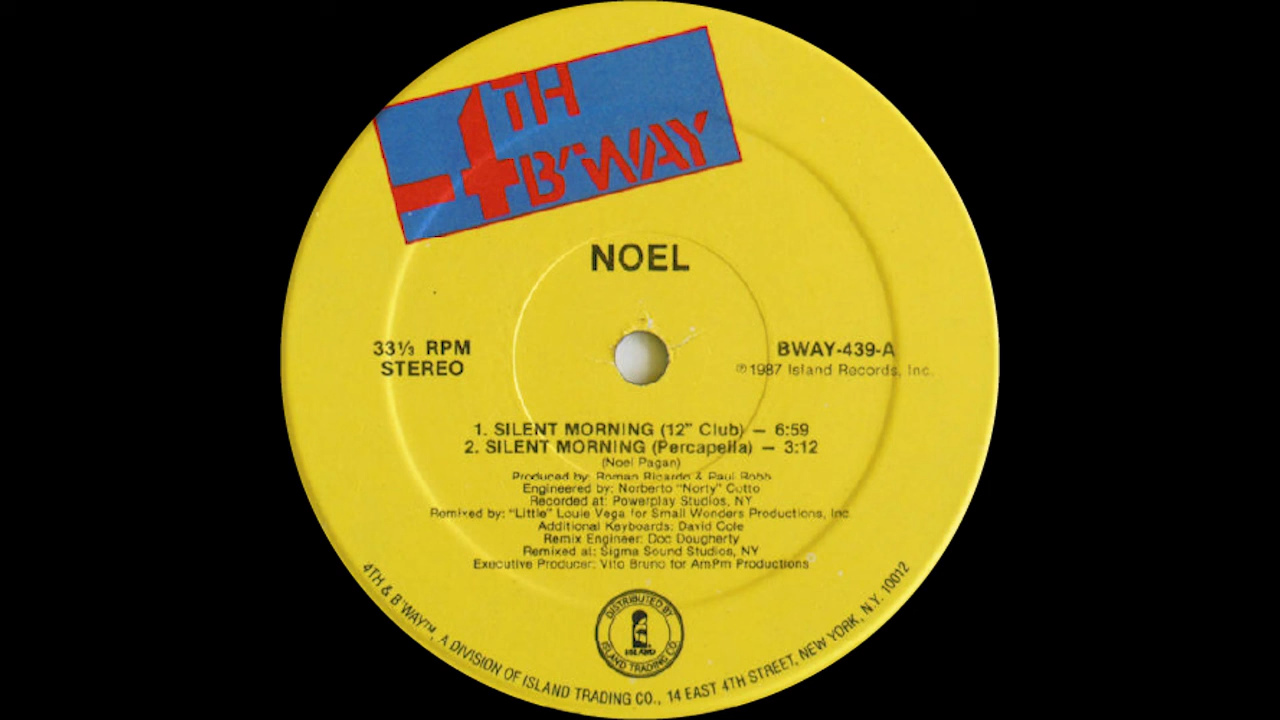 4TH
B'WAY
NOEL
33⅓ RPM
STEREO
BWAY-439-A
℗1987 Island Records, Inc.
1. SILENT MORNING (12" Club) — 6:59
2. SILENT MORNING (Percapella) — 3:12
(Noel Pagan)
Produced by: Roman Ricardo & Paul Robb
Engineered by: Norberto "Norty" Cotto
Recorded at: Powerplay Studios, NY
Remixed by: "Little" Louie Vega for Small Wonders Productions, Inc.
Additional Keyboards: David Cole
Remix Engineer: Doc Dougherty
Remixed at: Sigma Sound Studios, NY
Executive Producer: Vito Bruno for AmPm Productions
DISTRIBUTED BY
ISLAND
ISLAND TRADING CO.
4TH & B'WAY™, A DIVISION OF ISLAND TRADING CO., 14 EAST 4TH STREET, NEW YORK, N.Y. 10012